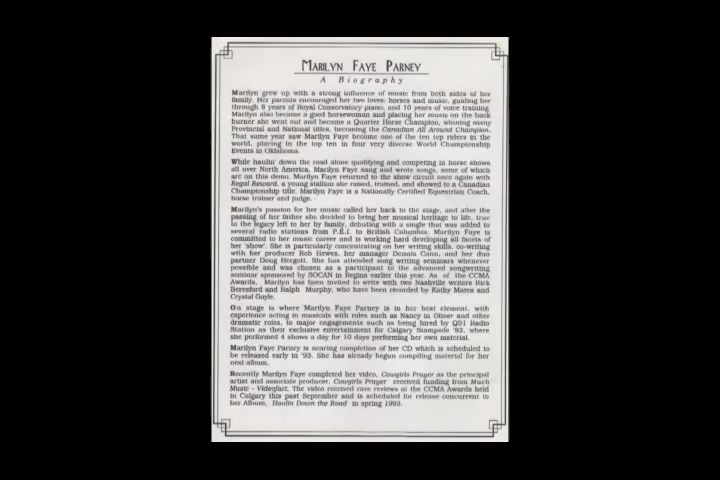 MARILYN FAYE PARNEY
A Biography
Marilyn grew up with a strong influence of music from both sides of her
family. Her parents encouraged her two loves: horses and music, guiding her
through 8 years of Royal Conservatory piano, and 10 years of voice training.
Marilyn also became a good horsewoman and placing her music on the back
burner she went out and became a Quarter Horse Champion, winning many
Provincial and National titles, becoming the Canadian All Around Champion.
That same year saw Marilyn Faye become one of the ten top riders in the
world, placing in the top ten in four very diverse World Championship
Events in Oklahoma.
While haulin' down the road alone qualifying and competing in horse shows
all over North America, Marilyn Faye sang and wrote songs, some of which
are on this demo. Marilyn Faye returned to the show circuit once again with
Regal Reward, a young stallion she raised, trained, and showed to a Canadian
Championship title. Marilyn Faye is a Nationally Certified Equestrian Coach,
horse trainer and judge.
Marilyn's passion for her music called her back to the stage, and after the
passing of her father she decided to bring her musical heritage to life, true
to the legacy left to her by family, debuting with a single that was added to
several radio stations from P.E.I. to British Columbia. Marilyn Faye is
committed to her music career and is working hard developing all facets of
her 'show'. She is particularly concentrating on her writing skills, co-writing
with her producer Rob Hewes, her manager Dennis Cann, and her duo
partner Doug Hergott. She has attended song writing seminars whenever
possible and was chosen as a participant to the advanced songwriting
seminar sponsored by SOCAN in Regina earlier this year. As of the CCMA
Awards, Marilyn has been invited to write with two Nashville writers Rick
Beresford and Ralph Murphy, who have been recorded by Kathy Matea and
Crystal Gayle.
On stage is where Marilyn Faye Parney is in her best element, with
experience acting in musicals with roles such as Nancy in Oliver and other
dramatic roles, to major engagements such as being hired by Q91 Radio
Station as their exclusive entertainment for Calgary Stampede '92, where
she performed 4 shows a day for 10 days performing her own material.
Marilyn Faye Parney is nearing completion of her CD which is scheduled to
be released early in '93. She has already begun compiling material for her
next album.
Recently Marilyn Faye completed her video, Cowgirls Prayer as the principal
artist and associate producer. Cowgirls Prayer received funding from Much
Music - Videofact. The video received rave reviews at the CCMA Awards held
in Calgary this past September and is scheduled for release concurrent to
her Album, Haulin Down the Road in spring 1993.